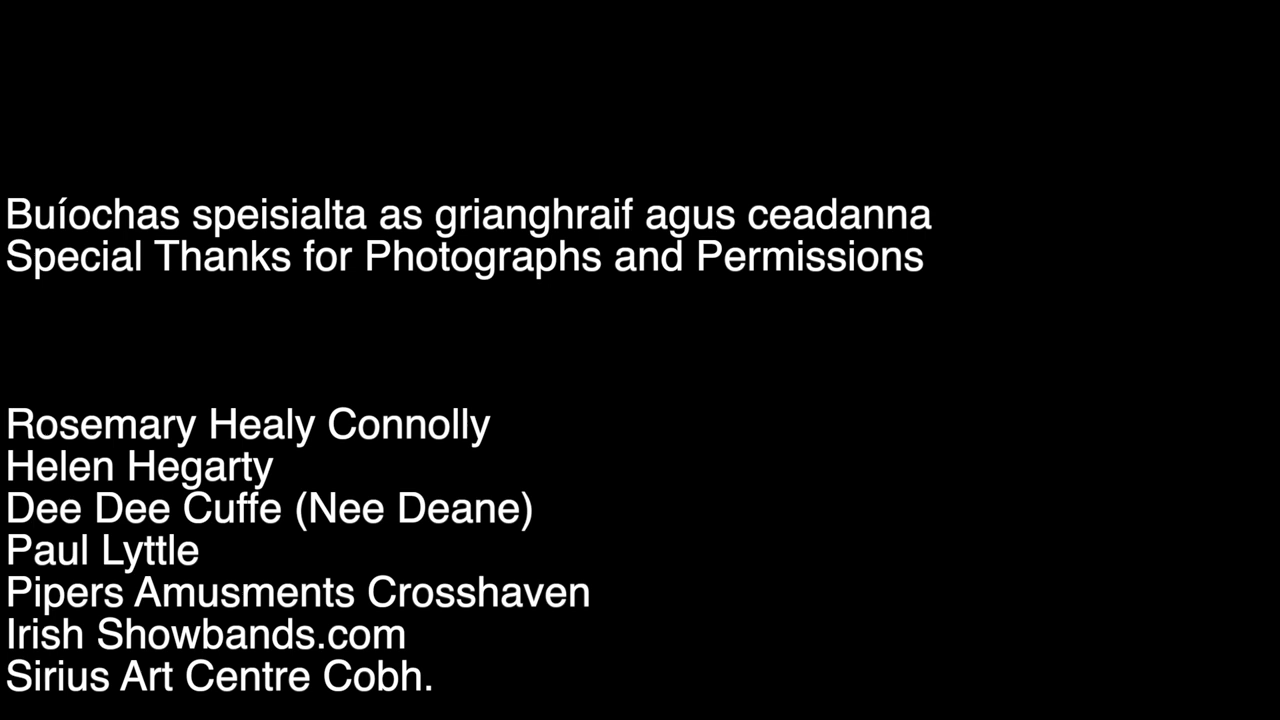 Buíochas speisialta as grianghraif agus ceadanna
Special Thanks for Photographs and Permissions
Rosemary Healy Connolly
Helen Hegarty
Dee Dee Cuffe (Nee Deane)
Paul Lyttle
Pipers Amusments Crosshaven
Irish Showbands.com
Sirius Art Centre Cobh.